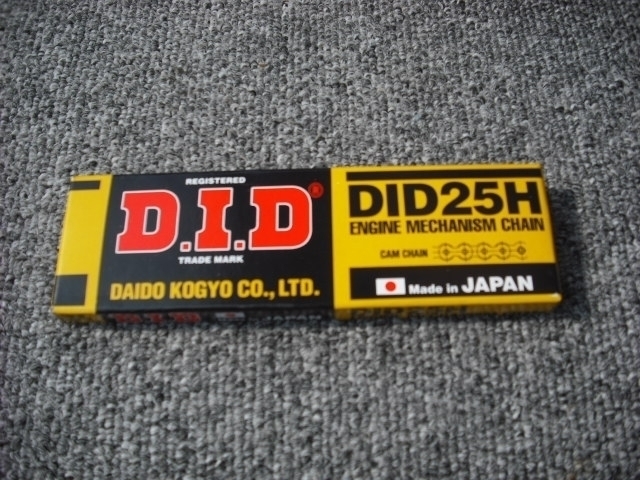 REGISTERED
D.I.D®
TRADE MARK
DAIDO KOGYO CO., LTD.
DID25H
ENGINE MECHANISM CHAIN
CAM CHAIN
Made in JAPAN